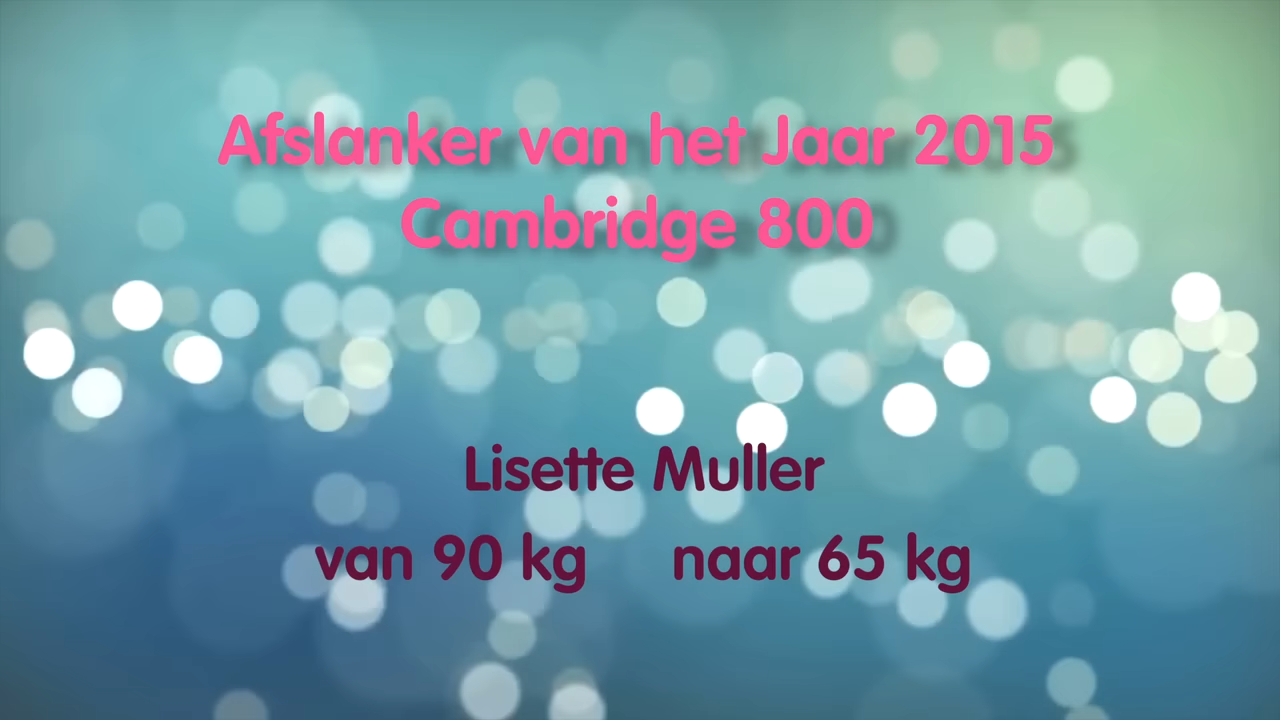 Afslanker van het Jaar 2015
Cambridge 800
Lisette Muller
van 90 kg naar 65 kg